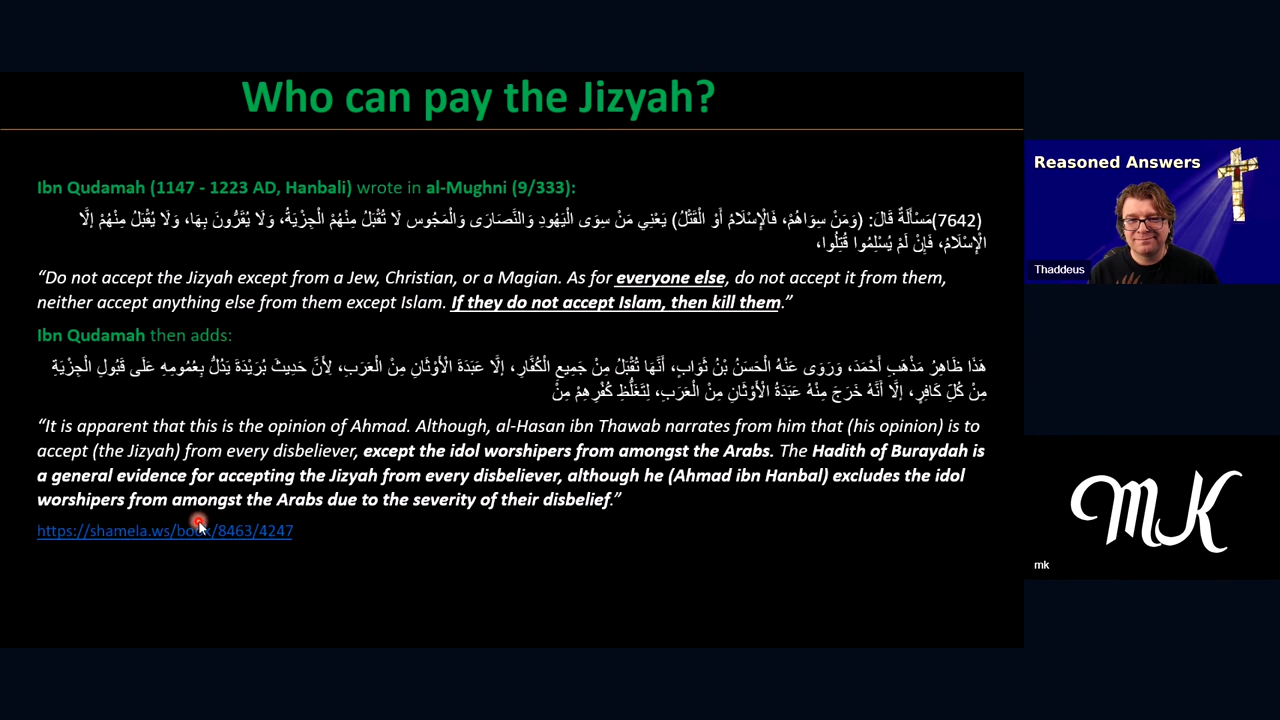 Who can pay the Jizyah?
Ibn Qudamah (1147 - 1223 AD, Hanbali) wrote in al-Mughni (9/333):
(7642)مَسْأَلَةٌ قَالَ: (وَمَنْ سِوَاهُمْ، فَالْإِسْلَامُ أَوْ الْقَتْلُ) يَعْنِي مَنْ سِوَى الْيَهُودِ وَالنَّصَارَى وَالْمَجُوسِ لَا تُقْبَلُ مِنْهُمْ الْجِزْيَةُ، وَلَا يُقَرُّونَ بِهَا، وَلَا يُقْبَلُ مِنْهُمْ إلَّا
الْإِسْلَامُ، فَإِنْ لَمْ يُسْلِمُوا قُتِلُوا،
“Do not accept the Jizyah except from a Jew, Christian, or a Magian. As for everyone else, do not accept it from them,
neither accept anything else from them except Islam. If they do not accept Islam, then kill them.”
Ibn Qudamah then adds:
هَذَا ظَاهِرُ مَذْهَبِ أَحْمَدَ، وَرَوَى عَنْهُ الْحَسَنُ بْنُ ثَوَابٍ، أَنَّهَا تُقْبَلُ مِنْ جَمِيعِ الْكُفَّارِ، إلَّا عَبَدَةَ الْأَوْثَانِ مِنْ الْعَرَبِ، لِأَنَّ حَدِيثَ بُرَيْدَةَ يَدُلُّ بِعُمُومِهِ عَلَى قَبُولِ الْجِزْيَةِ
مِنْ كُلِّ كَافِرٍ، إلَّا أَنَّهُ خَرَجَ مِنْهُ عَبَدَةُ الْأَوْثَانِ مِنْ الْعَرَبِ، لِتَغَلُّظِ كُفْرِهِمْ مِنْ
“It is apparent that this is the opinion of Ahmad. Although, al-Hasan ibn Thawab narrates from him that (his opinion) is to
accept (the Jizyah) from every disbeliever, except the idol worshipers from amongst the Arabs. The Hadith of Buraydah is
a general evidence for accepting the Jizyah from every disbeliever, although he (Ahmad ibn Hanbal) excludes the idol
worshipers from amongst the Arabs due to the severity of their disbelief.”
https://shamela.ws/book/8463/4247
Reasoned Answers
Thaddeus
MK
mk